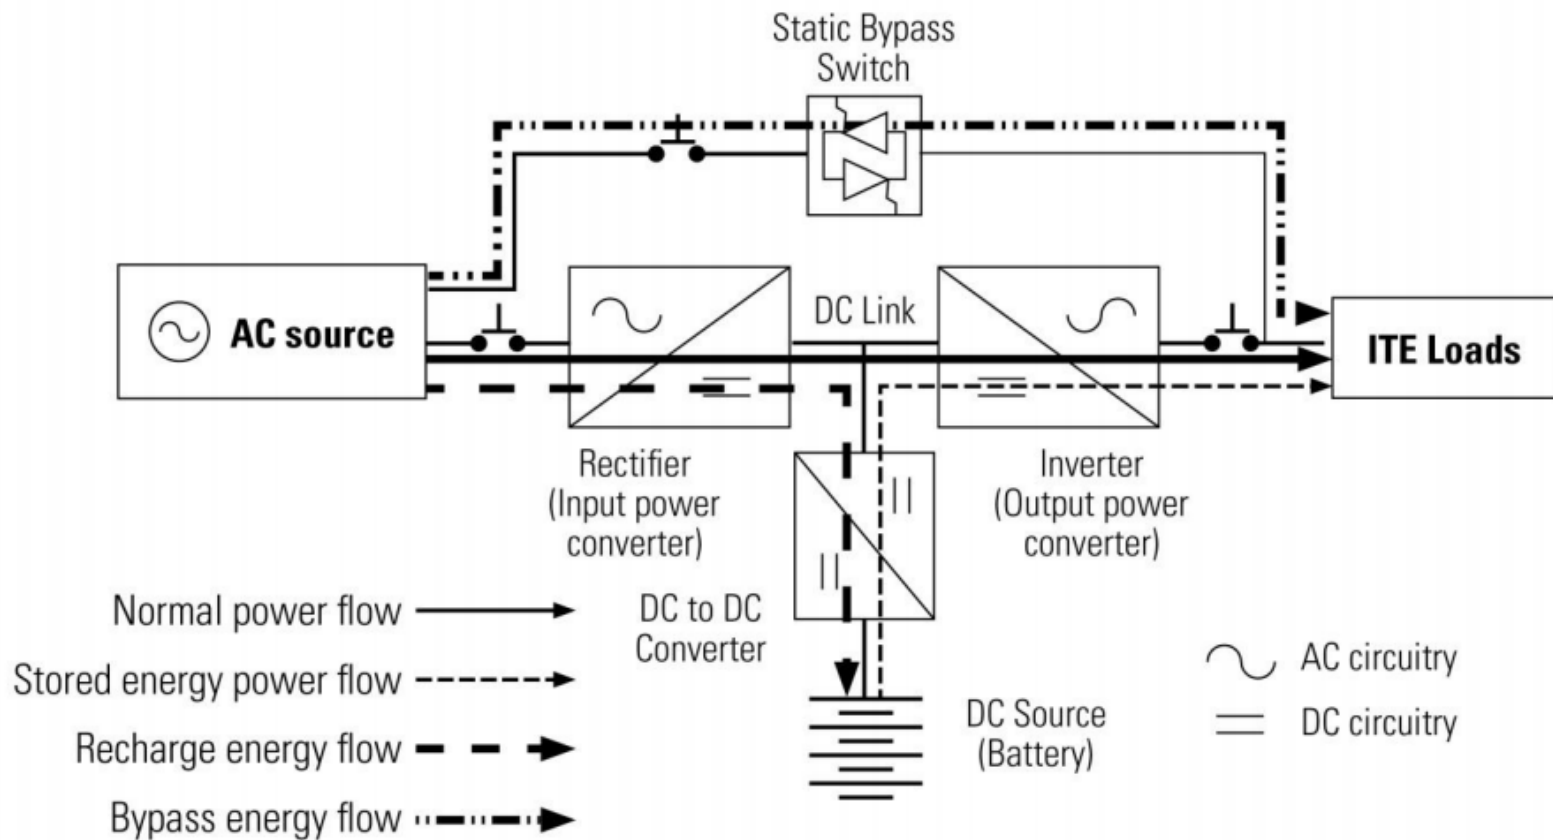 Static Bypass
Switch
AC source
DC Link
ITE Loads
Rectifier
(Input power
converter)
Inverter
(Output power
converter)
Normal power flow
DC to DC
Converter
AC circuitry
Stored energy power flow
DC Source
(Battery)
DC circuitry
Recharge energy flow
Bypass energy flow